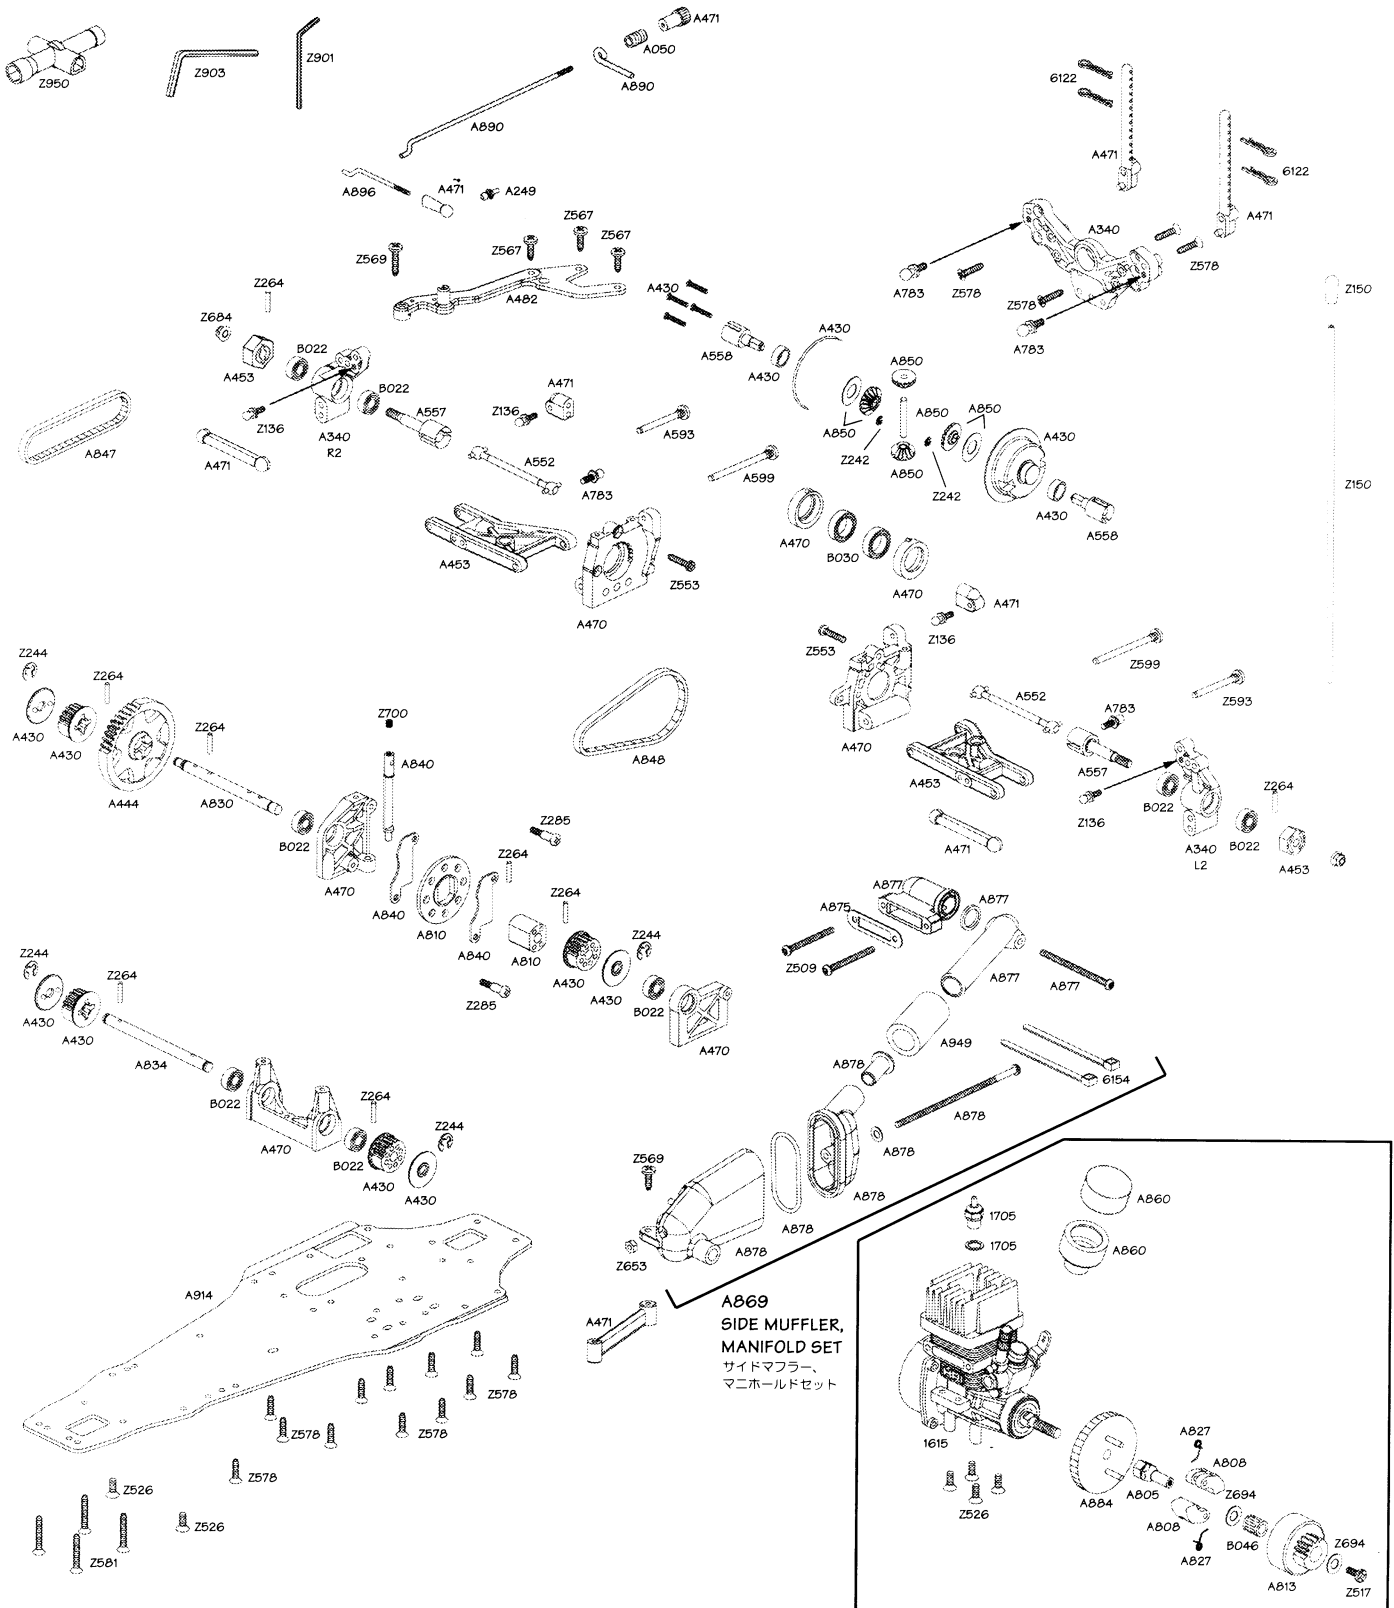 A471
A050
Z950
Z903
Z901
A890
A890
6122
A471
6122
A471
A896
A471
A249
A340
Z578
A783
Z578
Z578
A783
Z567
Z567
Z567
Z569
A482
Z150
Z150
Z264
Z684
A453
B022
B022
A557
Z136
A340
R2
A471
A847
A430
A558
A430
A430
A850
A850
Z242
A850
A850
A850
Z242
A430
A430
A558
A471
Z136
A593
A599
A552
A783
A453
A470
Z553
A470
B030
A470
A471
Z136
Z553
A470
Z599
Z593
A552
A783
A557
A453
A471
Z136
B022
A340
L2
B022
Z264
A453
Z244
A430
Z264
A430
A444
Z264
A830
B022
Z700
A840
A470
A840
A810
Z285
Z264
A840
A810
Z285
Z264
A430
Z244
A430
B022
A470
A848
Z244
A430
Z264
A430
A834
B022
A470
Z264
B022
A430
Z244
A430
A877
A877
A875
Z509
A877
A877
A949
6154
A878
A878
A878
A878
A878
A878
Z569
Z653
A471
A869
SIDE MUFFLER,
MANIFOLD SET
サイドマフラー、
マニホールドセット
A914
Z578
Z578
Z578
Z578
Z526
Z526
Z581
A860
A860
1705
1705
1615
Z526
A884
A805
A827
A808
A808
A827
Z694
B046
A813
Z694
Z517